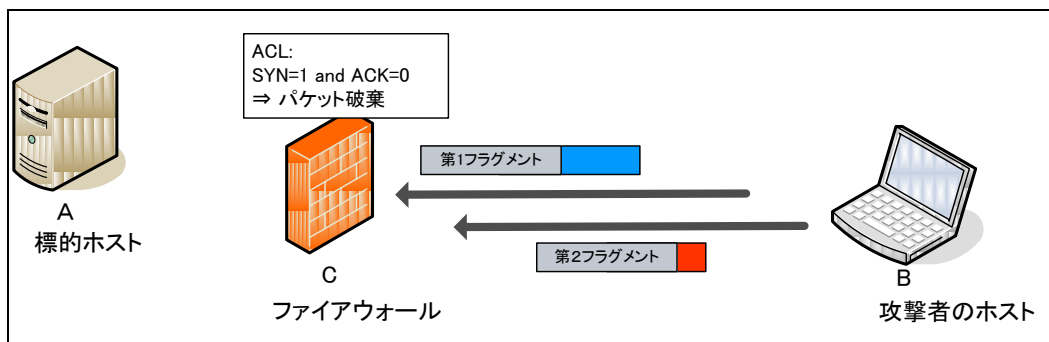 ACL:
SYN=1 and ACK=0
⇒ パケット破棄
第1フラグメント
第2フラグメント
A
標的ホスト
C
ファイアウォール
B
攻撃者のホスト